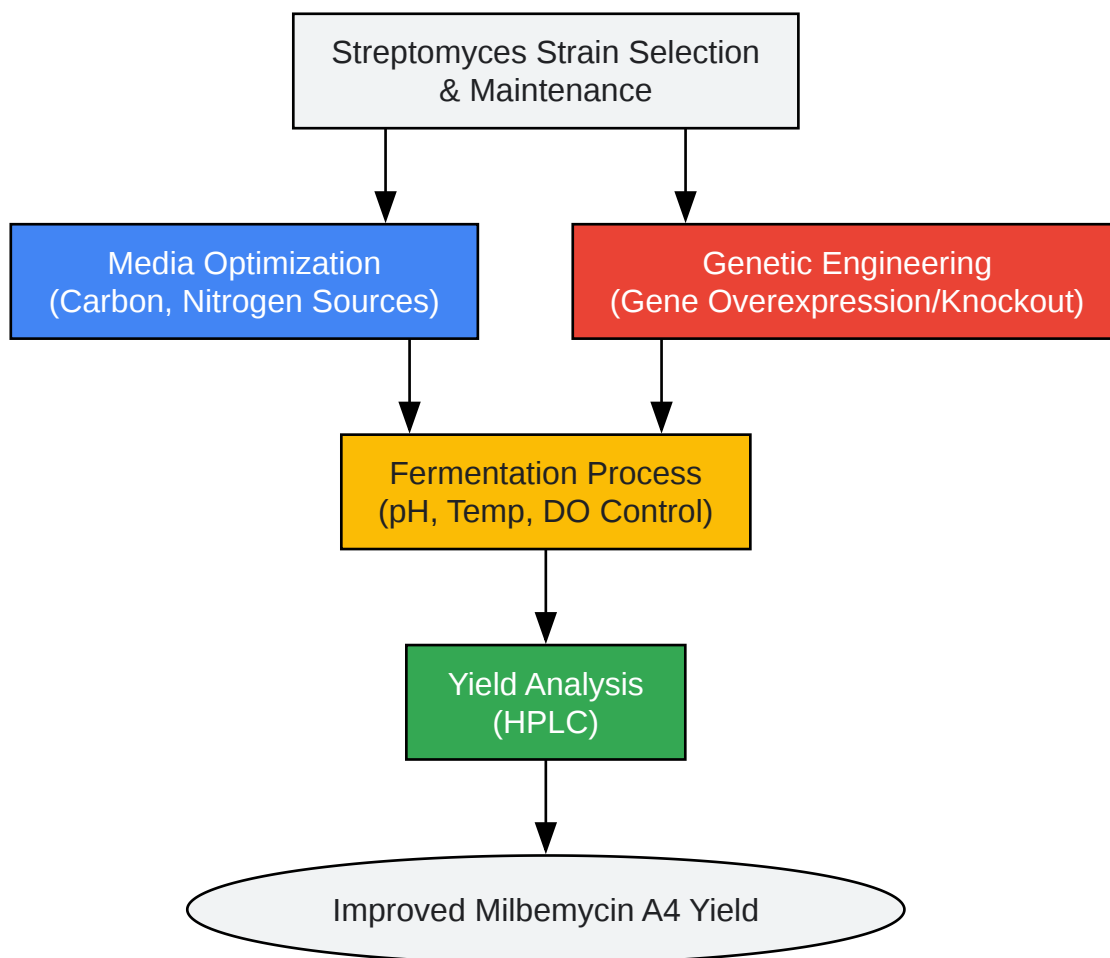 Streptomyces Strain Selection
& Maintenance
Media Optimization
(Carbon, Nitrogen Sources)
Genetic Engineering
(Gene Overexpression/Knockout)
Fermentation Process
(pH, Temp, DO Control)
Yield Analysis
(HPLC)
Improved Milbemycin A4 Yield